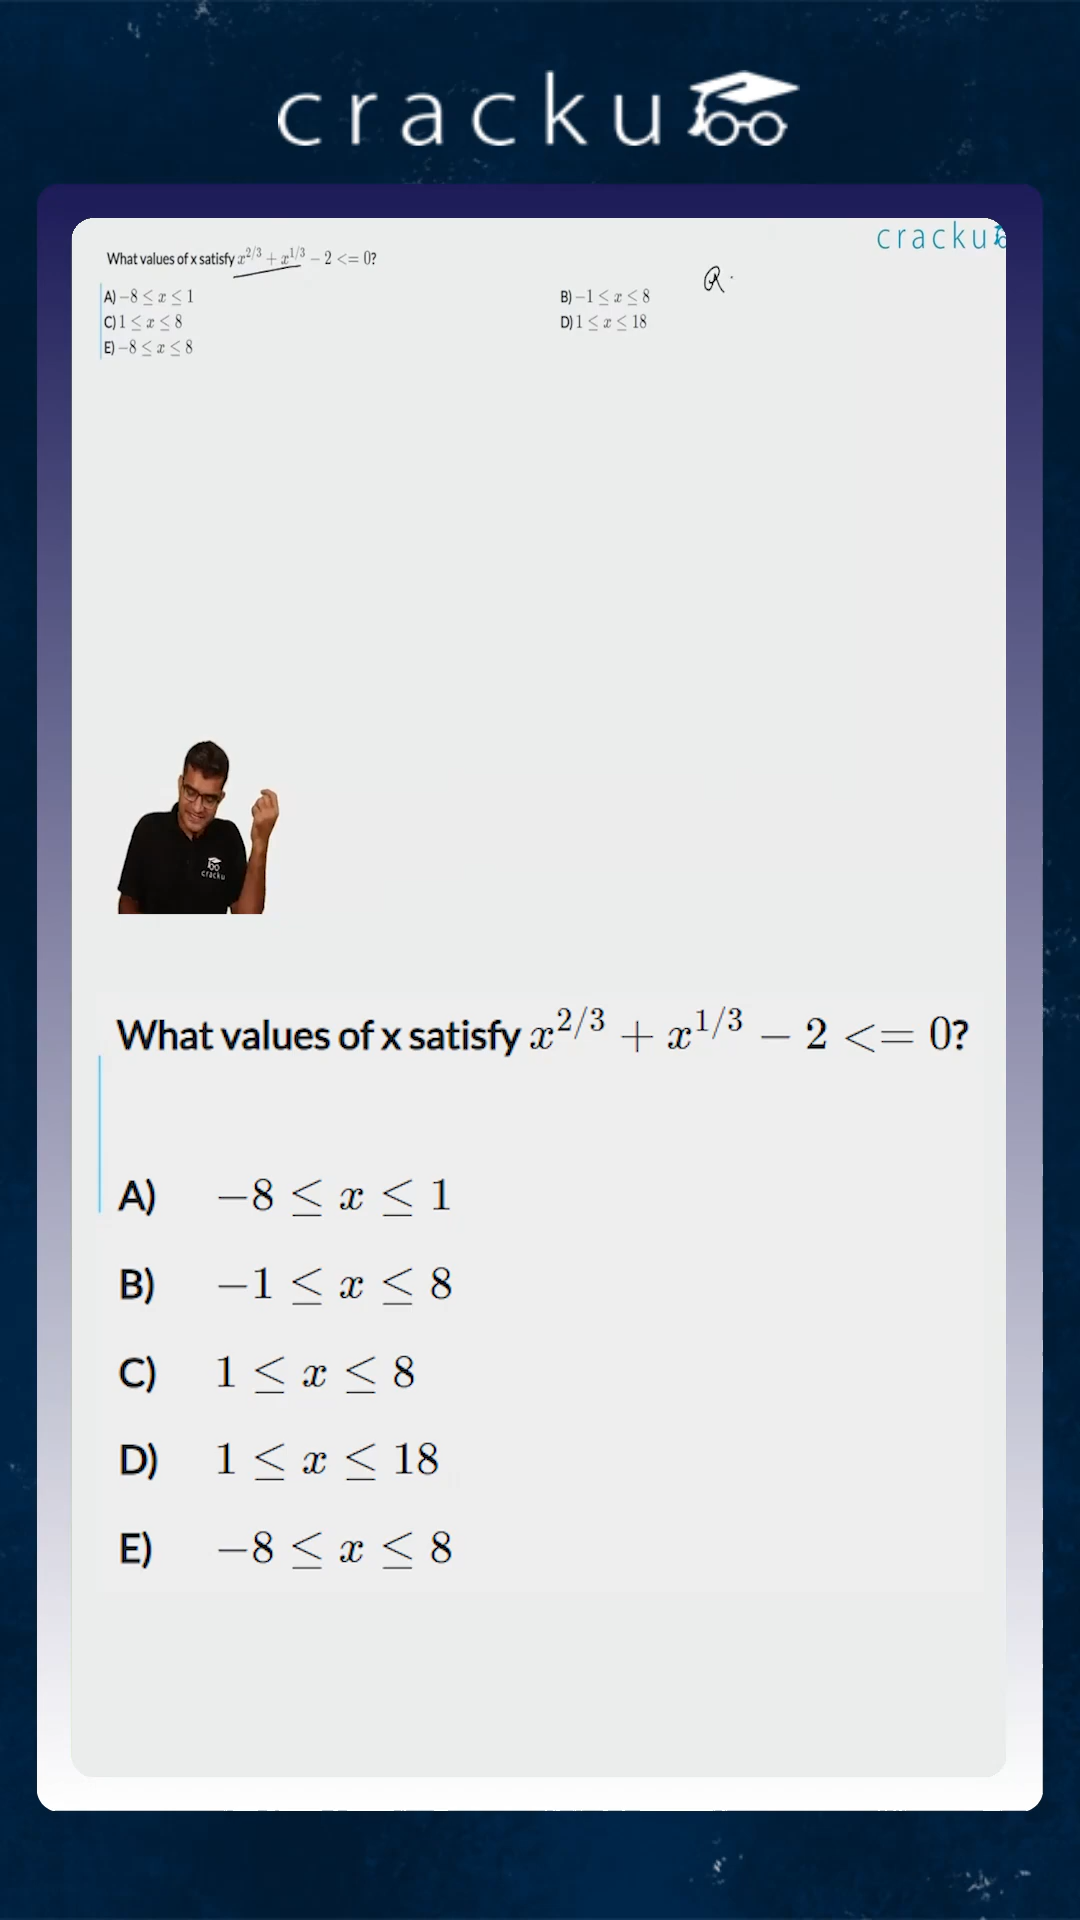 cracku
cracku
What values of x satisfy x^{2/3} + x^{1/3} − 2 <= 0?
A) −8 ≤ x ≤ 1
B) −1 ≤ x ≤ 8
C) 1 ≤ x ≤ 8
D) 1 ≤ x ≤ 18
E) −8 ≤ x ≤ 8
cracku
What values of x satisfy x^{2/3} + x^{1/3} − 2 <= 0?
A) −8 ≤ x ≤ 1
B) −1 ≤ x ≤ 8
C) 1 ≤ x ≤ 8
D) 1 ≤ x ≤ 18
E) −8 ≤ x ≤ 8